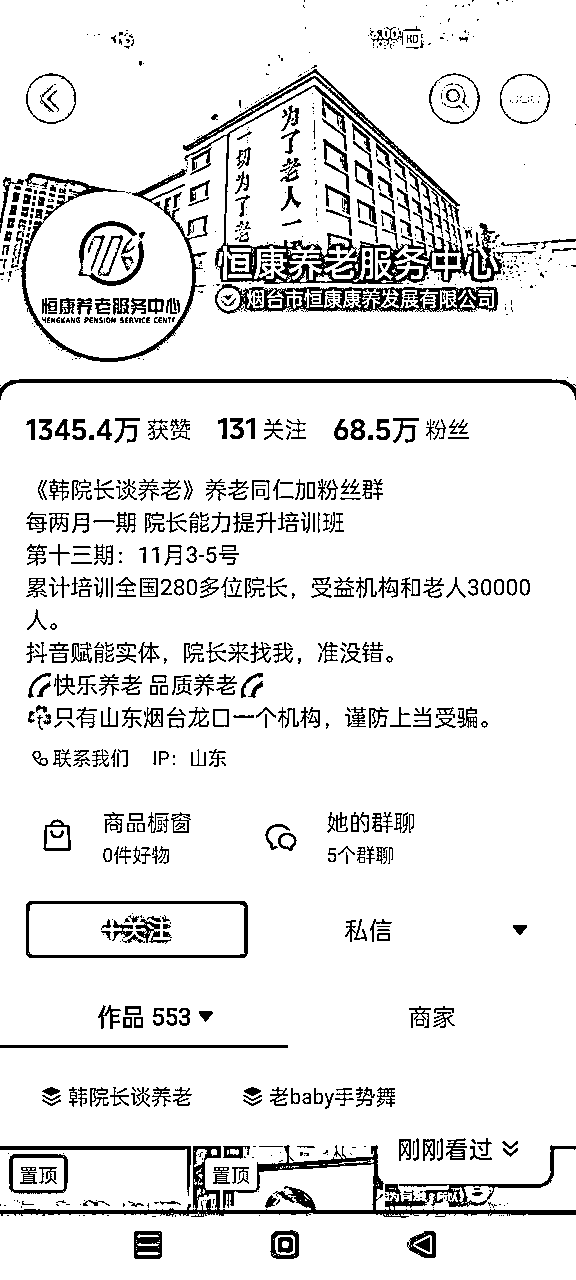 HD
为了老人一
一切为了老
恒康养老服务中心
HENGKANG PENSION SERVICE CENTE
恒康养老服务中心
烟台市恒康康养发展有限公司
1345.4万 获赞 131 关注 68.5万 粉丝
《韩院长谈养老》养老同仁加粉丝群
每两月一期 院长能力提升培训班
第十三期：11月3-5号
累计培训全国280多位院长，受益机构和老人30000
人。
抖音赋能实体，院长来找我，准没错。
快乐养老 品质养老
只有山东烟台龙口一个机构，谨防上当受骗。
联系我们 IP：山东
商品橱窗 她的群聊
0件好物 5个群聊
+关注 私信
作品 553 商家
韩院长谈养老 老baby手势舞
刚刚看过
置顶 置顶